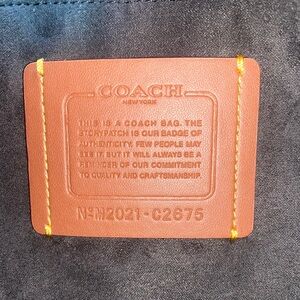 COACH
NEW YORK
THIS IS A COACH BAG. THE
STORYPATCH IS OUR BADGE OF
AUTHENTICITY. FEW PEOPLE MAY
SEE IT, BUT IT WILL ALWAYS BE A
REMINDER OF OUR COMMITMENT
TO QUALITY AND CRAFTSMANSHIP.
Nº M2021-C2675